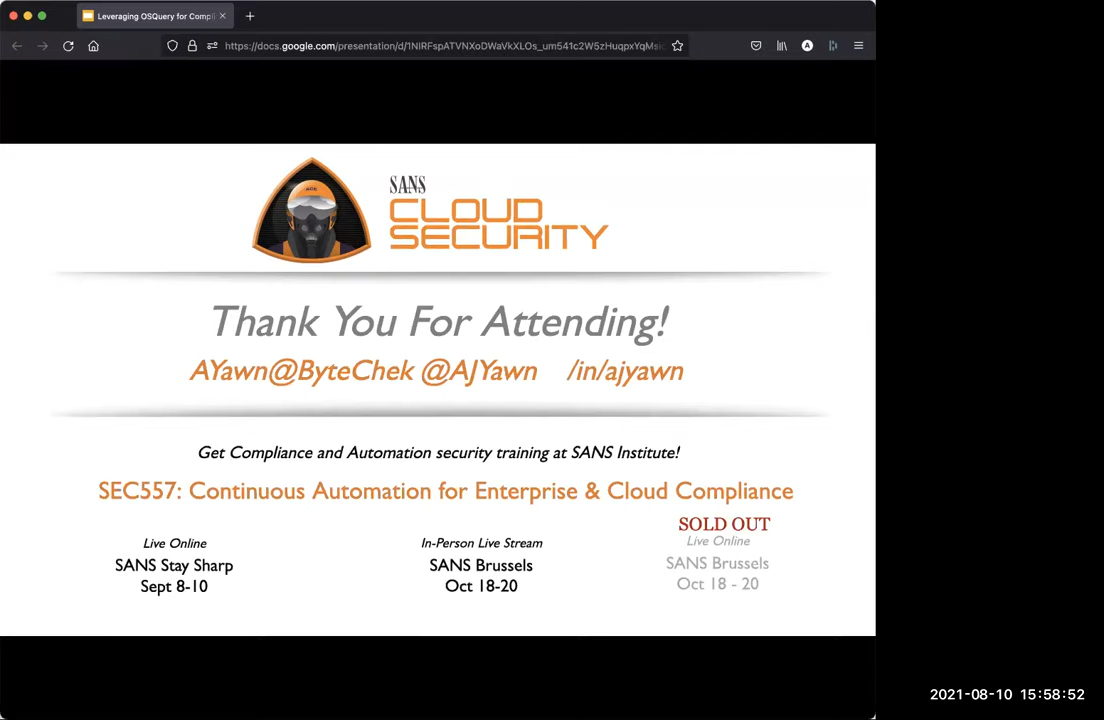 Leveraging OSQuery for Compl
https://docs.google.com/presentation/d/1NIRFspATVNXoDWaVkXLOs_um541c2W5zHuqpxYqMsic
A
SANS
CLOUD
SECURITY
Thank You For Attending!
AYawn@ByteChek @AJYawn /in/ajyawn
Get Compliance and Automation security training at SANS Institute!
SEC557: Continuous Automation for Enterprise & Cloud Compliance
Live Online
SANS Stay Sharp
Sept 8-10
In-Person Live Stream
SANS Brussels
Oct 18-20
SOLD OUT
Live Online
SANS Brussels
Oct 18 - 20
2021-08-10 15:58:52